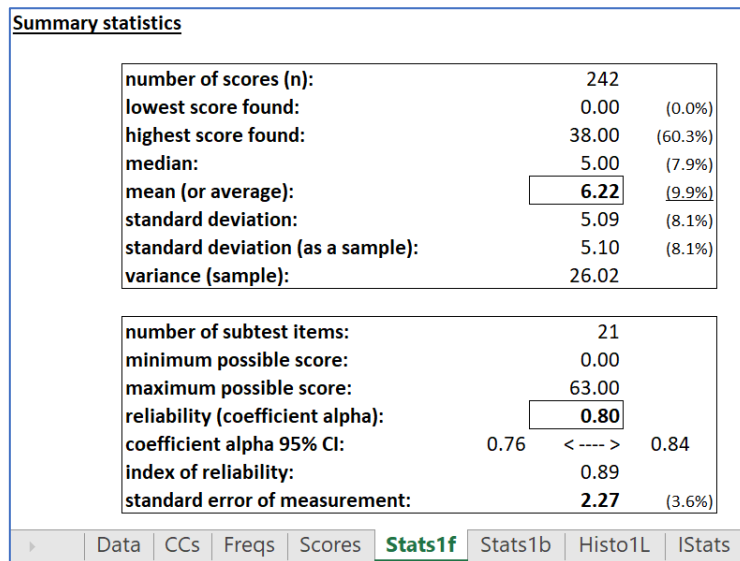 Summary statistics
number of scores (n): 242
lowest score found: 0.00 (0.0%)
highest score found: 38.00 (60.3%)
median: 5.00 (7.9%)
mean (or average): 6.22 (9.9%)
standard deviation: 5.09 (8.1%)
standard deviation (as a sample): 5.10 (8.1%)
variance (sample): 26.02
number of subtest items: 21
minimum possible score: 0.00
maximum possible score: 63.00
reliability (coefficient alpha): 0.80
coefficient alpha 95% CI: 0.76 < ---- > 0.84
index of reliability: 0.89
standard error of measurement: 2.27 (3.6%)
Data CCs Freqs Scores Stats1f Stats1b Histo1L IStats